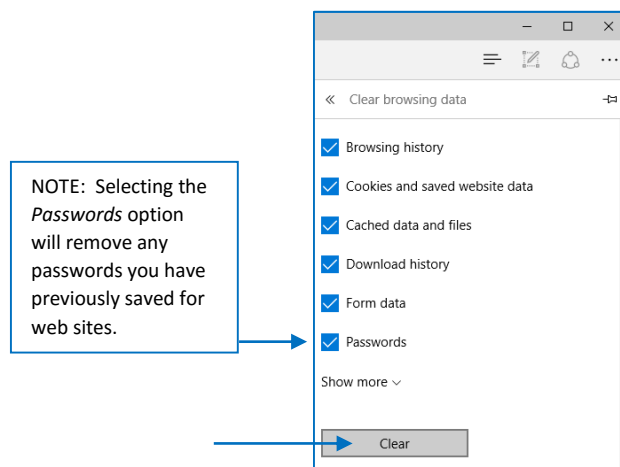 Clear browsing data
Browsing history
Cookies and saved website data
Cached data and files
Download history
Form data
Passwords
Show more
Clear
NOTE: Selecting the
Passwords option
will remove any
passwords you have
previously saved for
web sites.